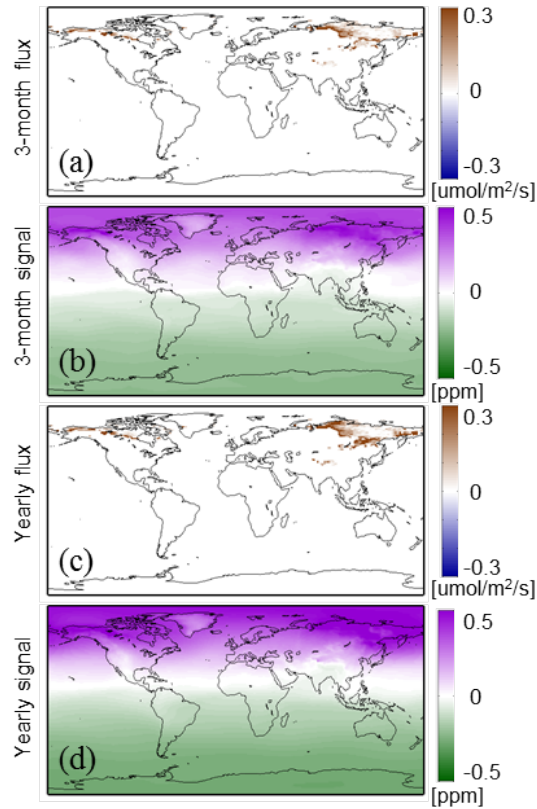 3-month flux
(a)
0.3
0
-0.3
[umol/m²/s]
3-month signal
(b)
0.5
0
-0.5
[ppm]
Yearly flux
(c)
0.3
0
-0.3
[umol/m²/s]
Yearly signal
(d)
0.5
0
-0.5
[ppm]